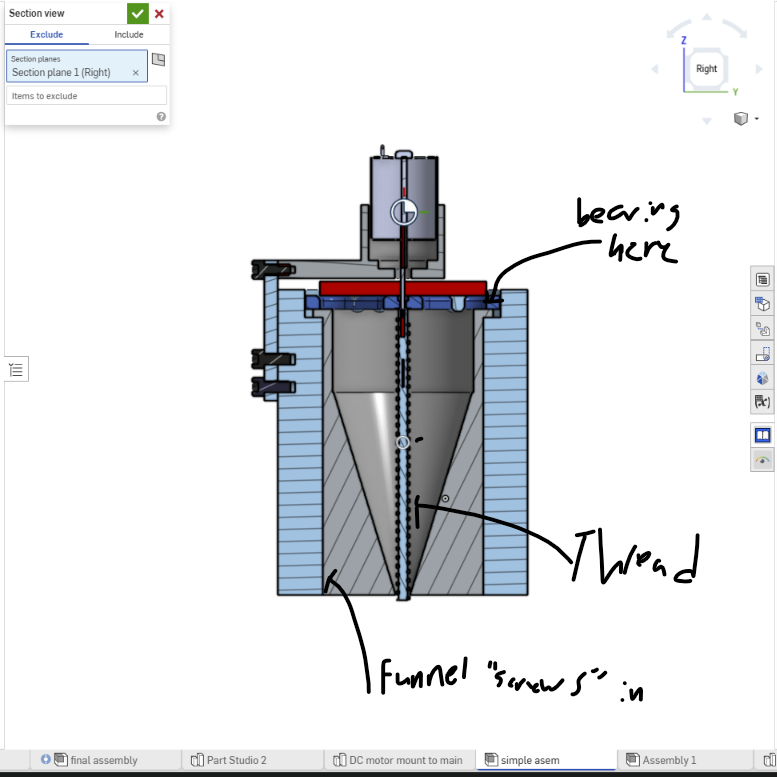 Section view
Exclude
Include
Section planes
Section plane 1 (Right)
Items to exclude
Z
Right
Y
bearing
here
Thread
Funnel "screws" in
final assembly
Part Studio 2
DC motor mount to main
simple asem
Assembly 1